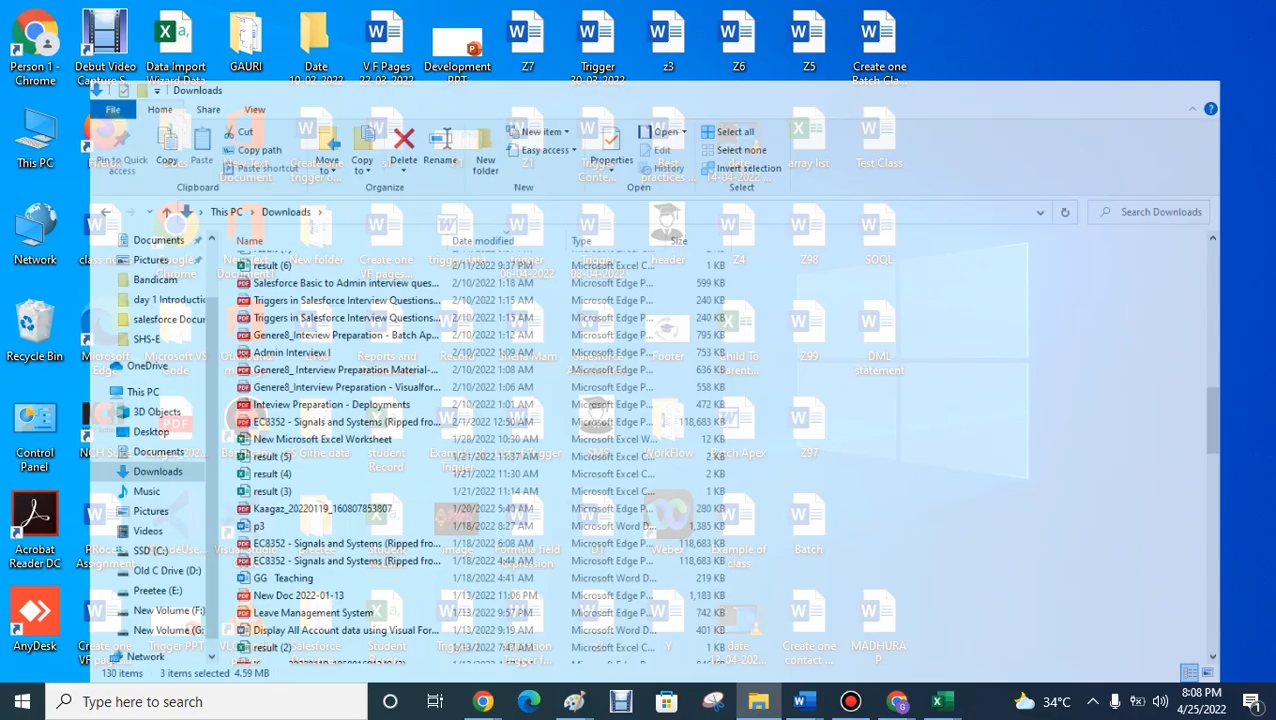 Person 1 - Chrome
Debut Video Capture S...
Data Import Wizard Data
GAURI
Date 10-02-2022
V F Pages 22-03-2022
Development PPT
Z7
Trigger 30-03-2022
z3
Z6
Z5
Create one Batch Cla...
Downloads
File Home Share View
Cut
Copy path
Paste shortcut
Copy Paste
Move to
Copy to
Delete
Rename
New folder
New item
Easy access
Properties
Open
Edit
History
Select all
Select none
Invert selection
Clipboard Organize New Open Select
This PC
array list
Test Class
This PC Downloads
Search Downloads
Name Date modified Type Size
Network
Z4
Z98
SOQL
Documents
Pictures
Bandicam
day 1 Introductio
salesforce Docur
SHS-E
OneDrive
This PC
3D Objects
Desktop
Documents
Downloads
Music
Pictures
Videos
SSD (C:)
Old C Drive (D:)
Preetee (E:)
New Volume (F:)
New Volume (G:
Network
result (6) 2/11/2022 9:37 PM Microsoft Excel C... 1 KB
Salesforce Basic to Admin interview ques... 2/10/2022 1:18 AM Microsoft Edge P... 599 KB
Triggers in Salesforce Interview Questions... 2/10/2022 1:15 AM Microsoft Edge P... 240 KB
Triggers in Salesforce Interview Questions... 2/10/2022 1:15 AM Microsoft Edge P... 240 KB
Genere8_Interview Preparation - Batch Ap... 2/10/2022 1:12 AM Microsoft Edge P... 795 KB
Admin Interview I 2/10/2022 1:09 AM Microsoft Edge P... 753 KB
Genere8_ Interview Preparation Material-... 2/10/2022 1:08 AM Microsoft Edge P... 636 KB
Genere8_Interview Preparation - Visualfor... 2/10/2022 1:06 AM Microsoft Edge P... 558 KB
Inteview Preparation - Deployments 2/10/2022 1:01 AM Microsoft Edge P... 472 KB
EC8352 - Signals and Systems (Ripped fro... 2/1/2022 12:50 AM Microsoft Edge P... 118,683 KB
New Microsoft Excel Worksheet 1/28/2022 10:30 AM Microsoft Excel W... 12 KB
result (5) Microsoft Excel C... 2 KB
result (4) 1/21/2022 11:30 AM Microsoft Excel C... 2 KB
result (3) 1/21/2022 11:14 AM Microsoft Excel C... 1 KB
Kaagaz_20220119_160807853807 1/20/2022 5:40 AM Microsoft Edge P... 280 KB
p3 1/18/2022 8:27 AM Microsoft Word D... 1,385 KB
EC8352 - Signals and Systems (Ripped fro... 1/18/2022 6:08 AM Microsoft Edge P... 118,683 KB
EC8352 - Signals and Systems (Ripped fro... 1/18/2022 4:44 AM Microsoft Edge P... 118,683 KB
GG Teaching 1/18/2022 4:41 AM Microsoft Word D... 219 KB
New Doc 2022-01-13 1/13/2022 11:06 PM Microsoft Edge P... 1,183 KB
Leave Management System 1/13/2022 9:57 PM Microsoft Edge P... 742 KB
Display All Account data using Visual For... 1/13/2022 9:19 AM Microsoft Word D... 401 KB
result (2) Microsoft Excel C... 1 KB
Recycle Bin
Z99
DML statement
Control Panel
Z97
Acrobat Reader DC
Batch
AnyDesk
Create one contact ...
MADHURA P
130 items 3 items selected 4.59 MB
Type here to search
34°C
8:08 PM
4/25/2022
1